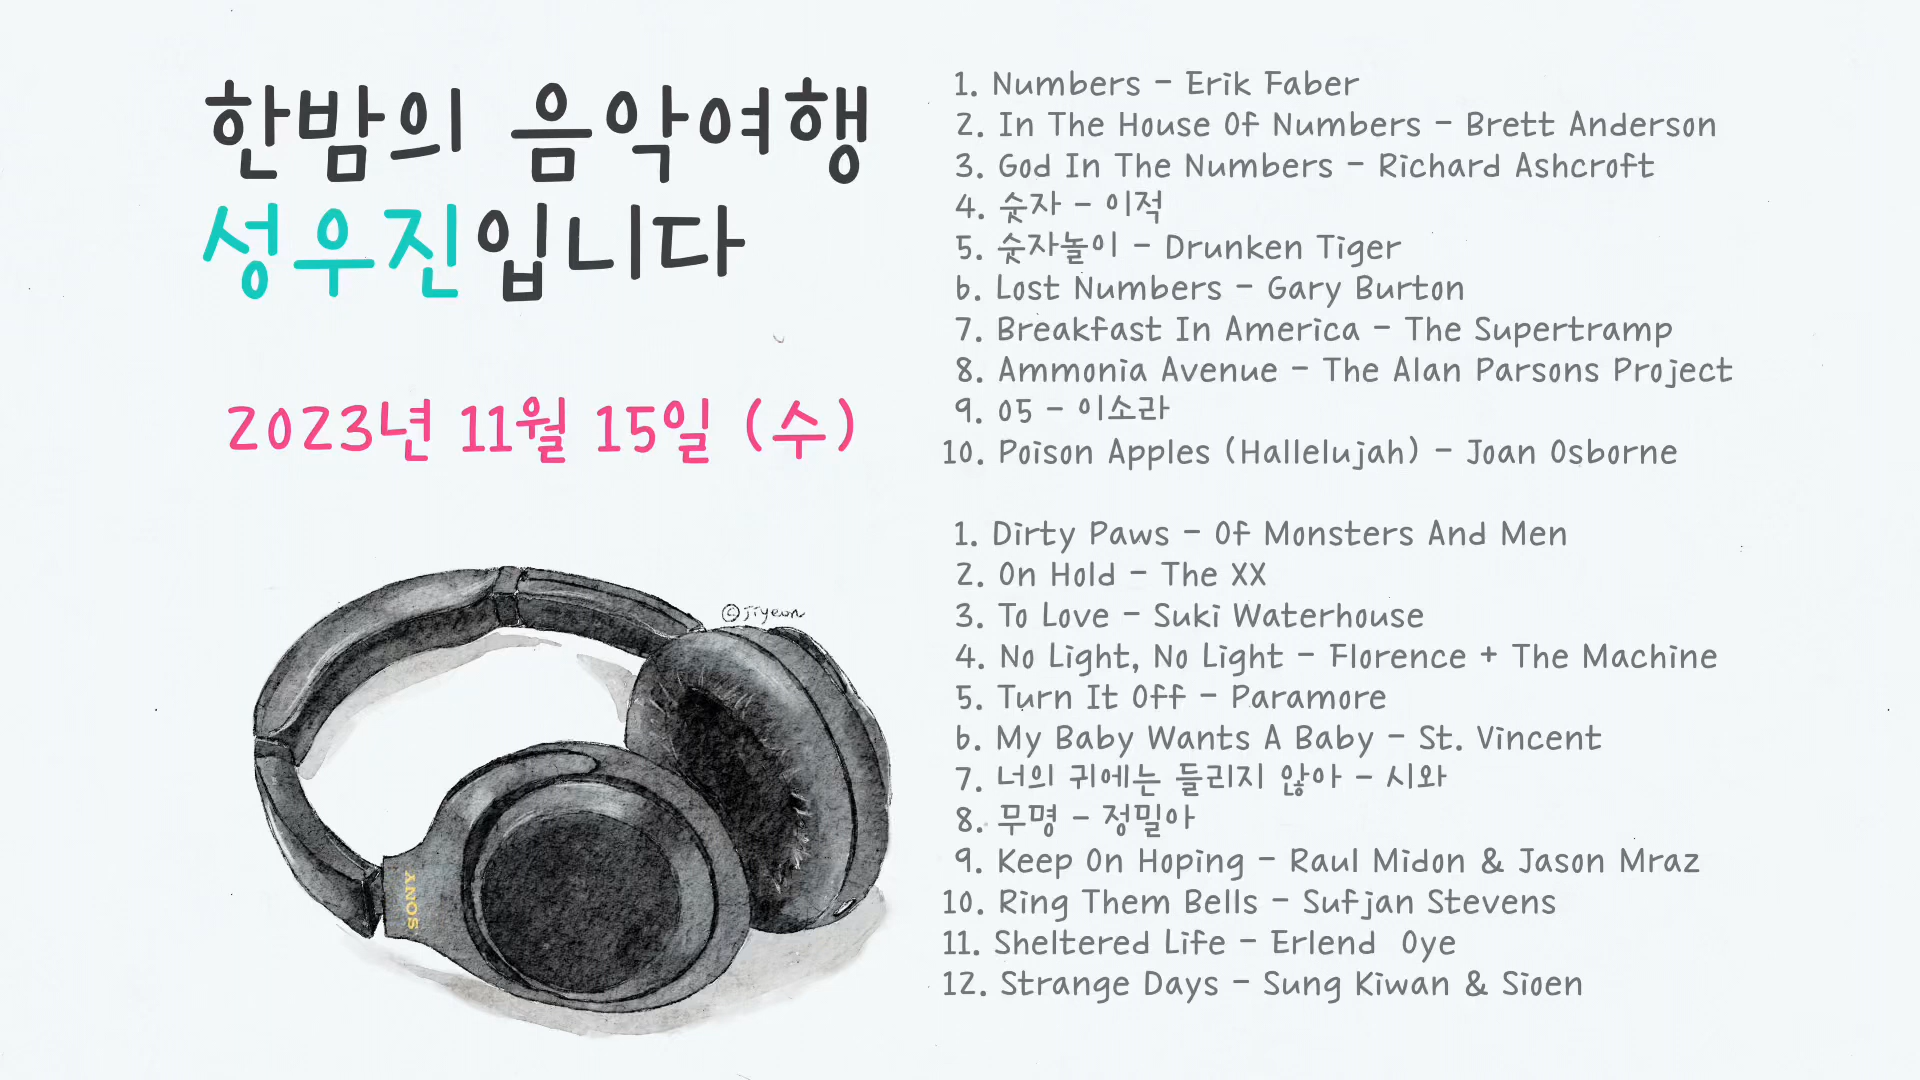 한밤의 음악여행
성우진입니다
2023년 11월 15일 (수)
©jiyeon
SONY
1. Numbers - Erik Faber
2. In The House Of Numbers - Brett Anderson
3. God In The Numbers - Richard Ashcroft
4. 숫자 - 이적
5. 숫자놀이 - Drunken Tiger
6. Lost Numbers - Gary Burton
7. Breakfast In America - The Supertramp
8. Ammonia Avenue - The Alan Parsons Project
9. 05 - 이소라
10. Poison Apples (Hallelujah) - Joan Osborne
1. Dirty Paws - Of Monsters And Men
2. On Hold - The XX
3. To Love - Suki Waterhouse
4. No Light, No Light - Florence + The Machine
5. Turn It Off - Paramore
6. My Baby Wants A Baby - St. Vincent
7. 너의 귀에는 들리지 않아 - 시와
8. 무명 - 정밀아
9. Keep On Hoping - Raul Midon & Jason Mraz
10. Ring Them Bells - Sufjan Stevens
11. Sheltered Life - Erlend  Oye
12. Strange Days - Sung Kiwan & Sioen